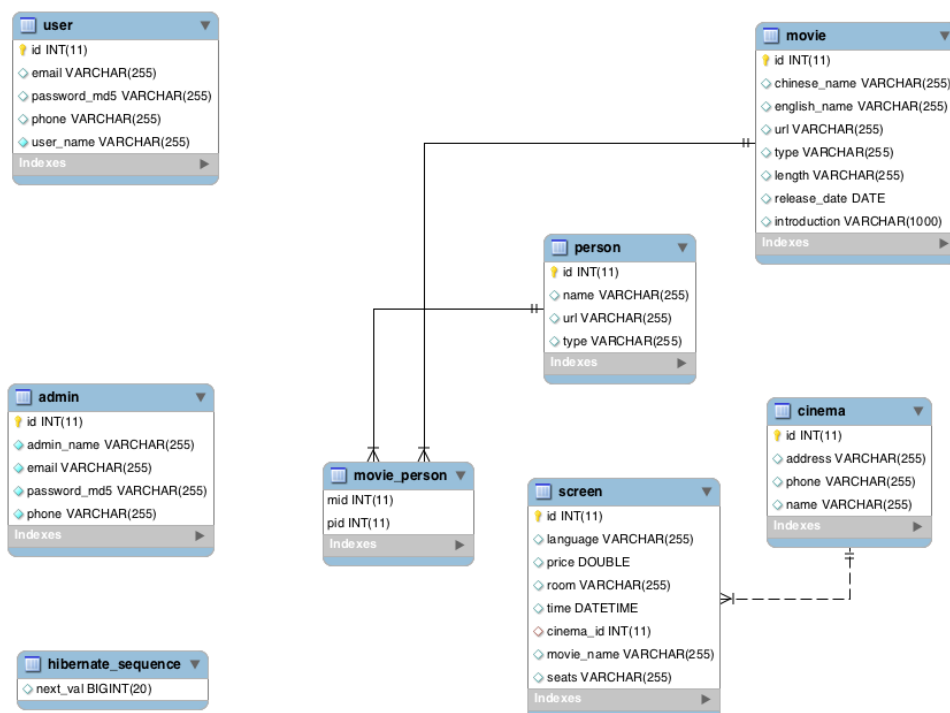 user
id INT(11)
email VARCHAR(255)
password_md5 VARCHAR(255)
phone VARCHAR(255)
user_name VARCHAR(255)
Indexes
movie
id INT(11)
chinese_name VARCHAR(255)
english_name VARCHAR(255)
url VARCHAR(255)
type VARCHAR(255)
length VARCHAR(255)
release_date DATE
introduction VARCHAR(1000)
Indexes
person
id INT(11)
name VARCHAR(255)
url VARCHAR(255)
type VARCHAR(255)
Indexes
admin
id INT(11)
admin_name VARCHAR(255)
email VARCHAR(255)
password_md5 VARCHAR(255)
phone VARCHAR(255)
Indexes
movie_person
mid INT(11)
pid INT(11)
Indexes
screen
id INT(11)
language VARCHAR(255)
price DOUBLE
room VARCHAR(255)
time DATETIME
cinema_id INT(11)
movie_name VARCHAR(255)
seats VARCHAR(255)
Indexes
cinema
id INT(11)
address VARCHAR(255)
phone VARCHAR(255)
name VARCHAR(255)
Indexes
hibernate_sequence
next_val BIGINT(20)